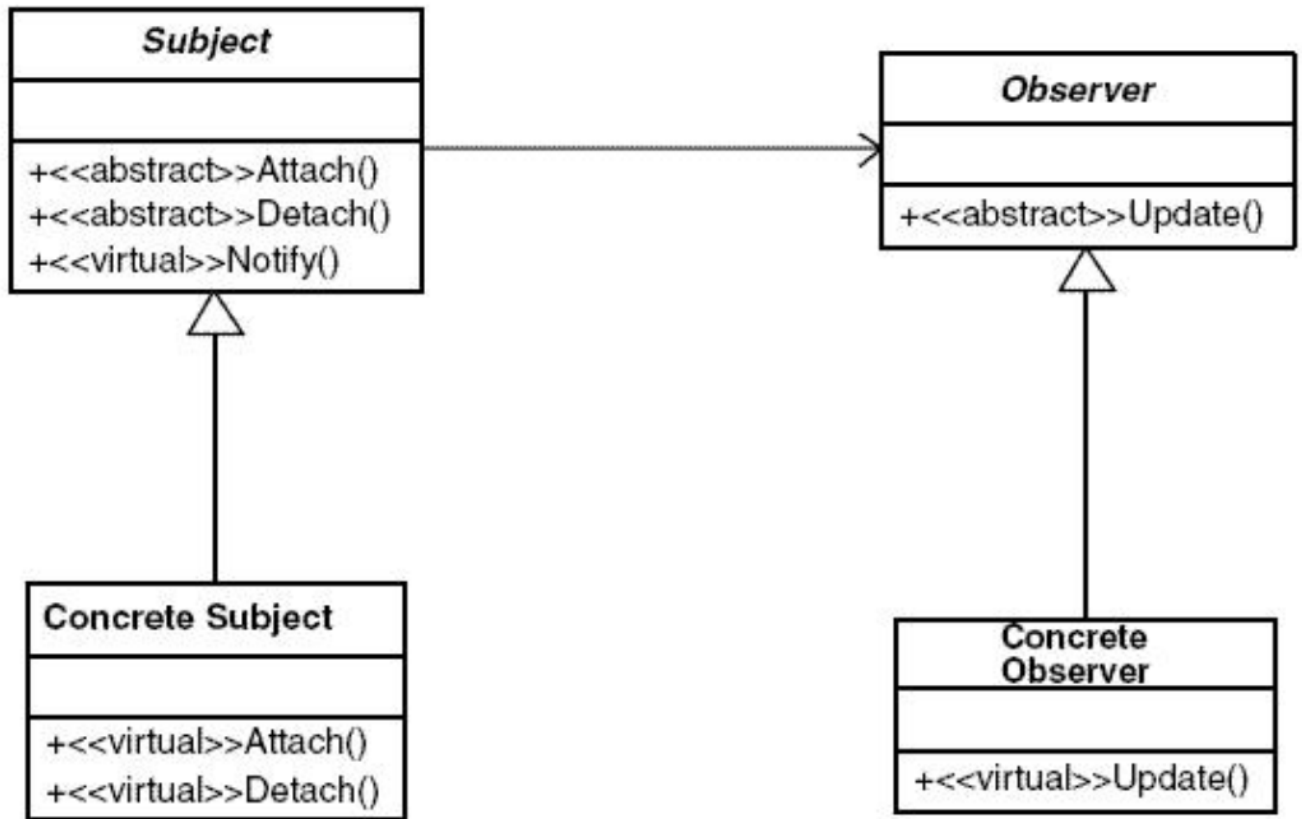 Subject
+<<abstract>>Attach()
+<<abstract>>Detach()
+<<virtual>>Notify()
Observer
+<<abstract>>Update()
Concrete Subject
+<<virtual>>Attach()
+<<virtual>>Detach()
Concrete
Observer
+<<virtual>>Update()